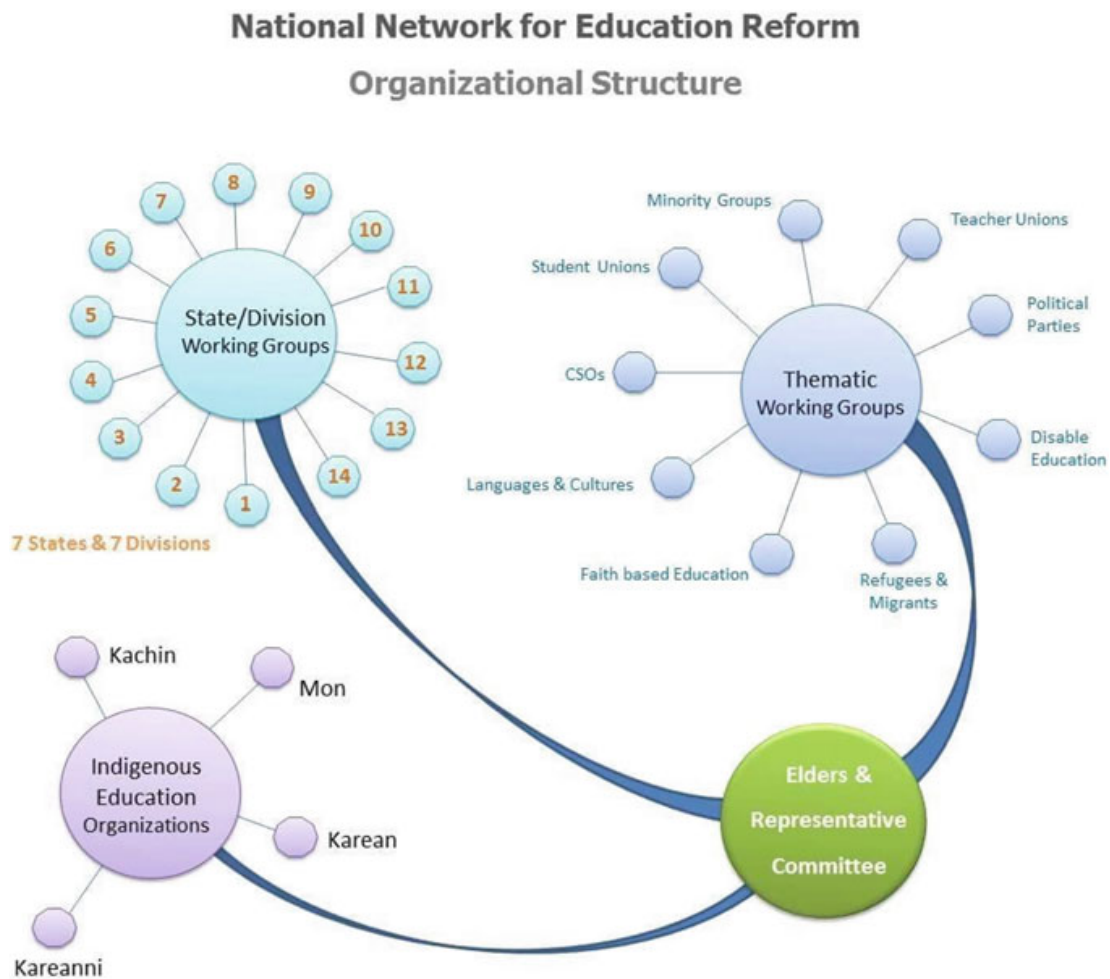 National Network for Education Reform
Organizational Structure
8
7
9
6
10
5
11
4
12
3
13
2
14
1
State/Division
Working Groups
7 States & 7 Divisions
Minority Groups
Teacher Unions
Student Unions
Political
Parties
CSOs
Thematic
Working Groups
Disable
Education
Languages & Cultures
Faith based Education
Refugees &
Migrants
Kachin
Mon
Indigenous
Education
Organizations
Karean
Kareanni
Elders &
Representative
Committee